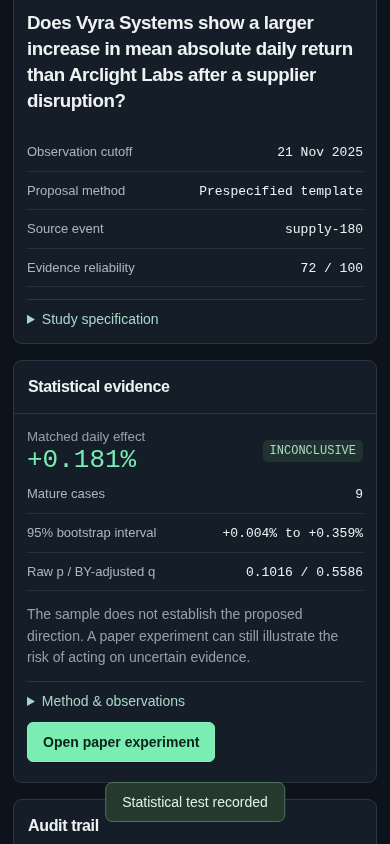 Does Vyra Systems show a larger
increase in mean absolute daily return
than Arclight Labs after a supplier
disruption?
Observation cutoff 21 Nov 2025
Proposal method Prespecified template
Source event supply-180
Evidence reliability 72 / 100
Study specification
Statistical evidence
Matched daily effect
+0.181% INCONCLUSIVE
Mature cases 9
95% bootstrap interval +0.004% to +0.359%
Raw p / BY-adjusted q 0.1016 / 0.5586
The sample does not establish the proposed
direction. A paper experiment can still illustrate the
risk of acting on uncertain evidence.
Method & observations
Open paper experiment
Statistical test recorded
Audit trail